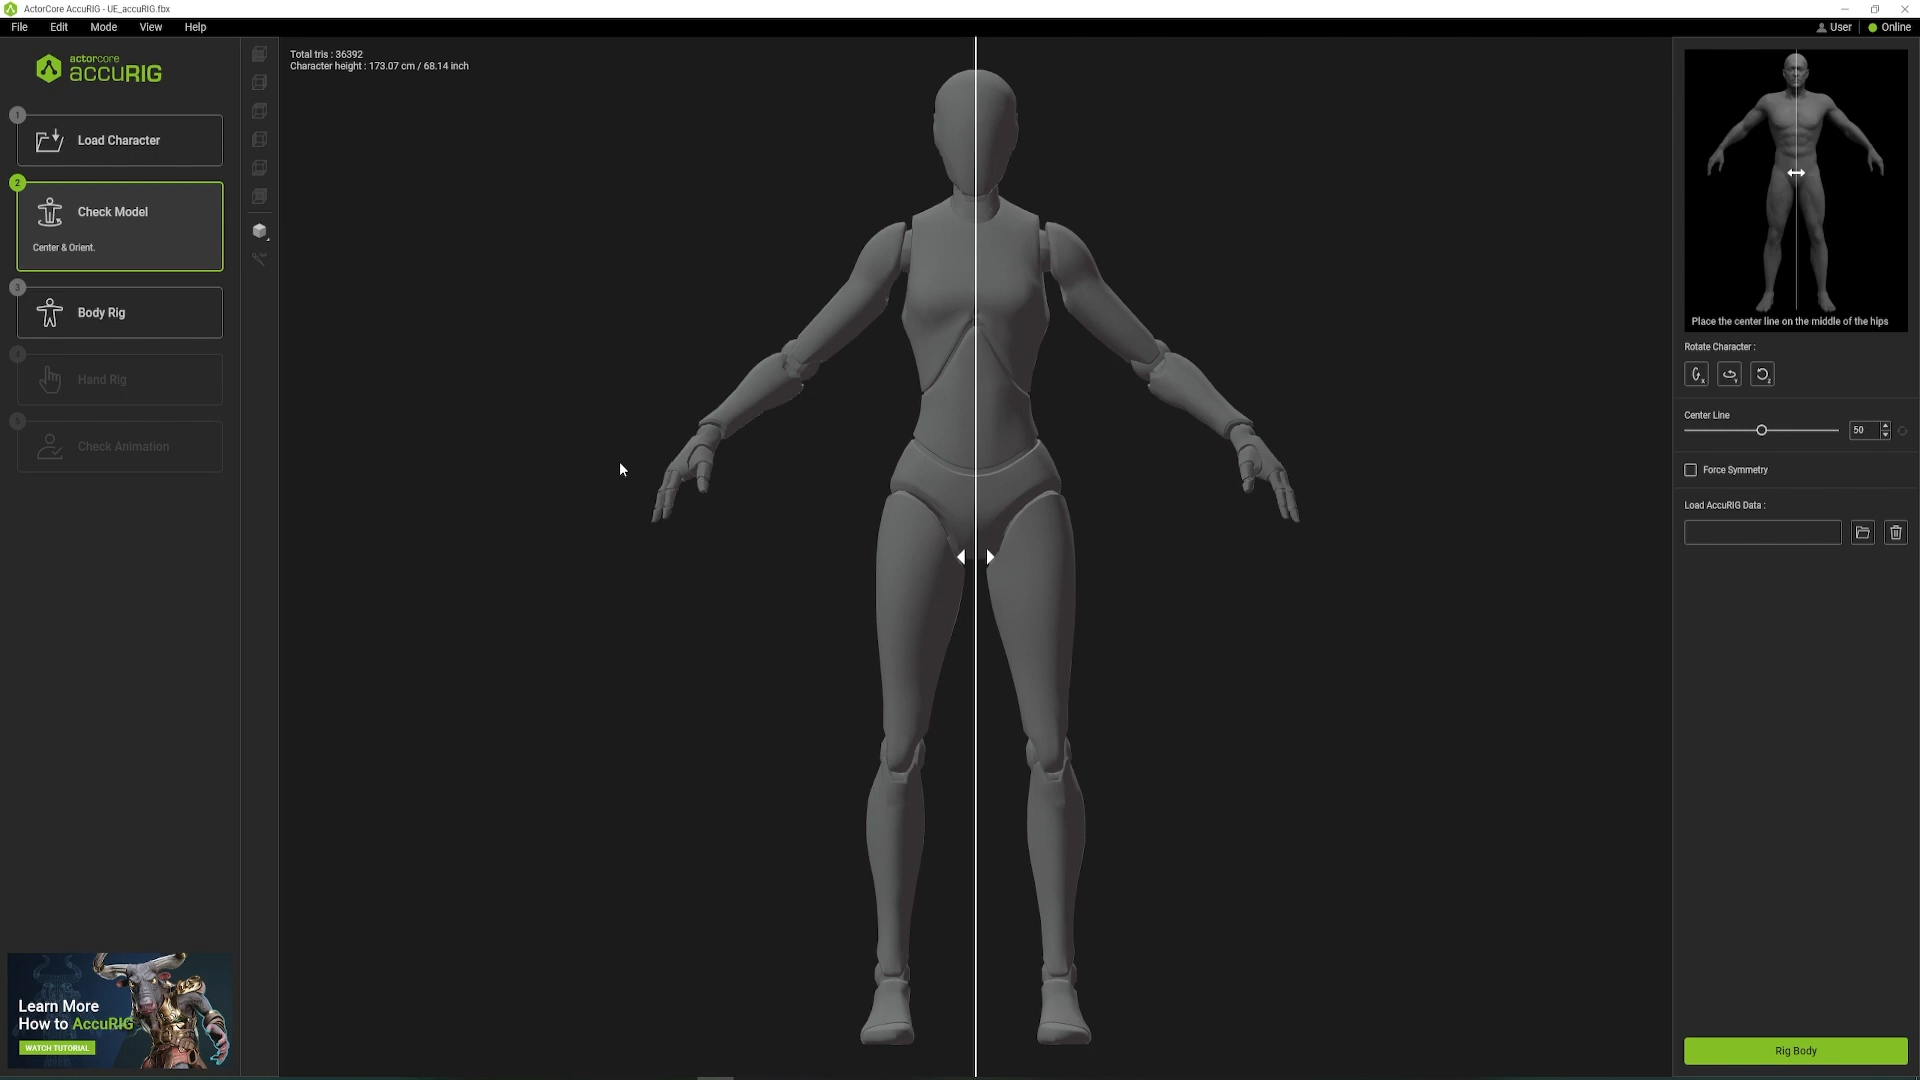 ActorCore AccuRIG - UE_accuRIG.fbx
File Edit Mode View Help
User Online
actorcore
accuRIG
Total tris : 36392
Character height : 173.07 cm / 68.14 inch
1
Load Character
2
Check Model
Center & Orient.
3
Body Rig
4
Hand Rig
5
Check Animation
Learn More
How to AccuRIG
WATCH TUTORIAL
Place the center line on the middle of the hips
Rotate Character :
X Y Z
Center Line
50
Force Symmetry
Load AccuRIG Data :
Rig Body